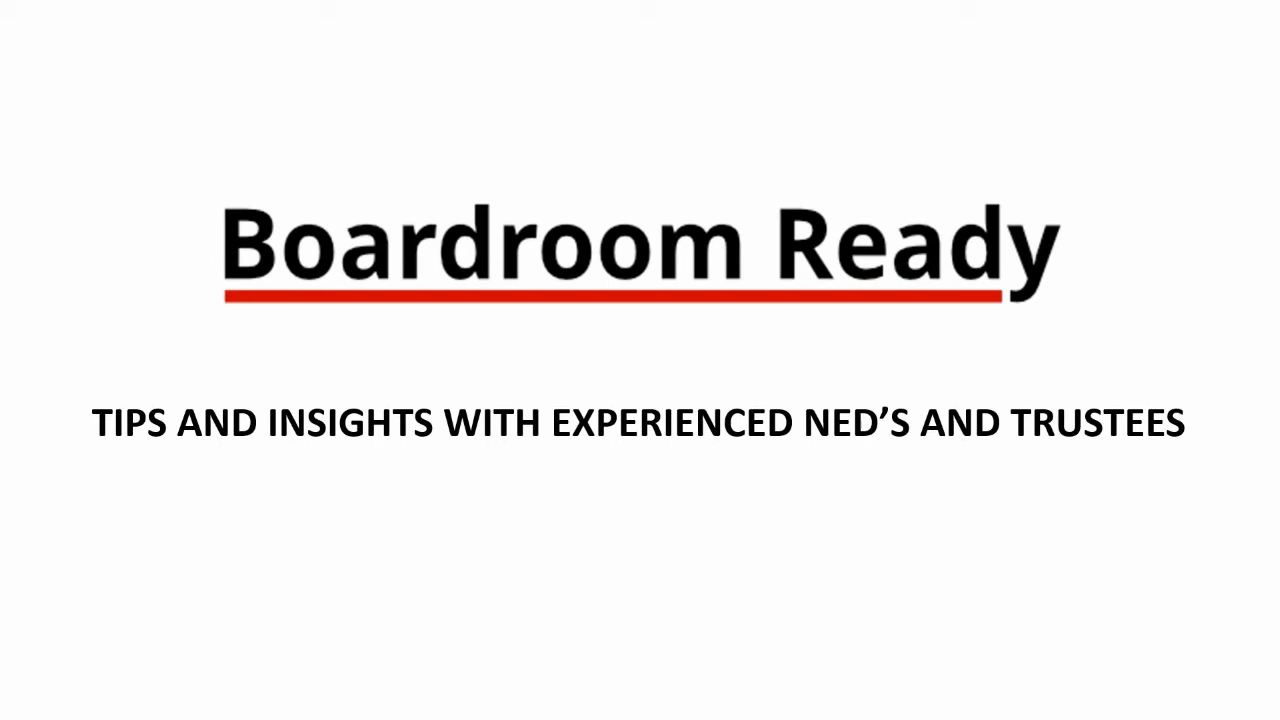 Boardroom Ready
TIPS AND INSIGHTS WITH EXPERIENCED NED’S AND TRUSTEES